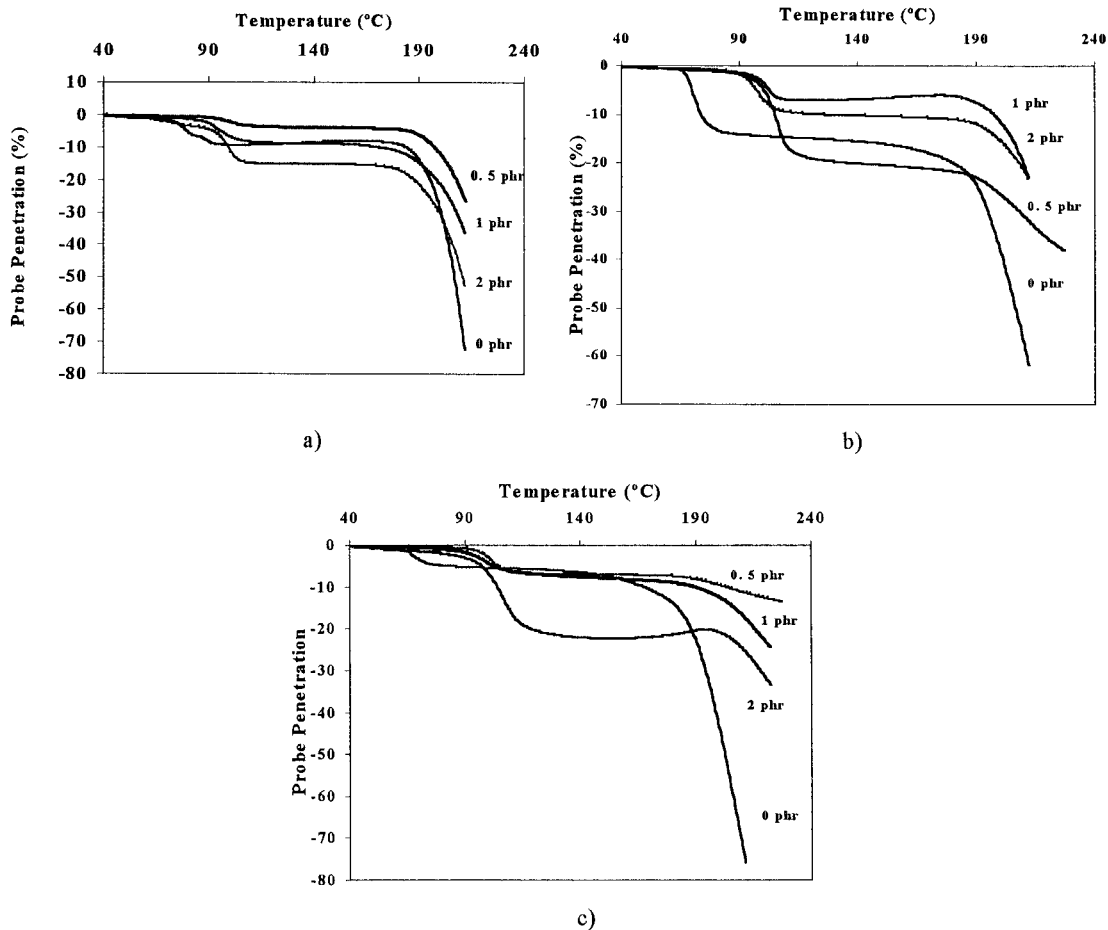 Temperature (ºC)
40 90 140 190 240
10
0
-10
-20
-30
-40
-50
-60
-70
-80
Probe Penetration (%)
0. 5 phr
1 phr
2 phr
0 phr
a)
Temperature (ºC)
40 90 140 190 240
0
-10
-20
-30
-40
-50
-60
-70
Probe Penetration (%)
1 phr
2 phr
0. 5 phr
0 phr
b)
Temperature (ºC)
40 90 140 190 240
0
-10
-20
-30
-40
-50
-60
-70
-80
Probe Penetration
0. 5 phr
1 phr
2 phr
0 phr
c)